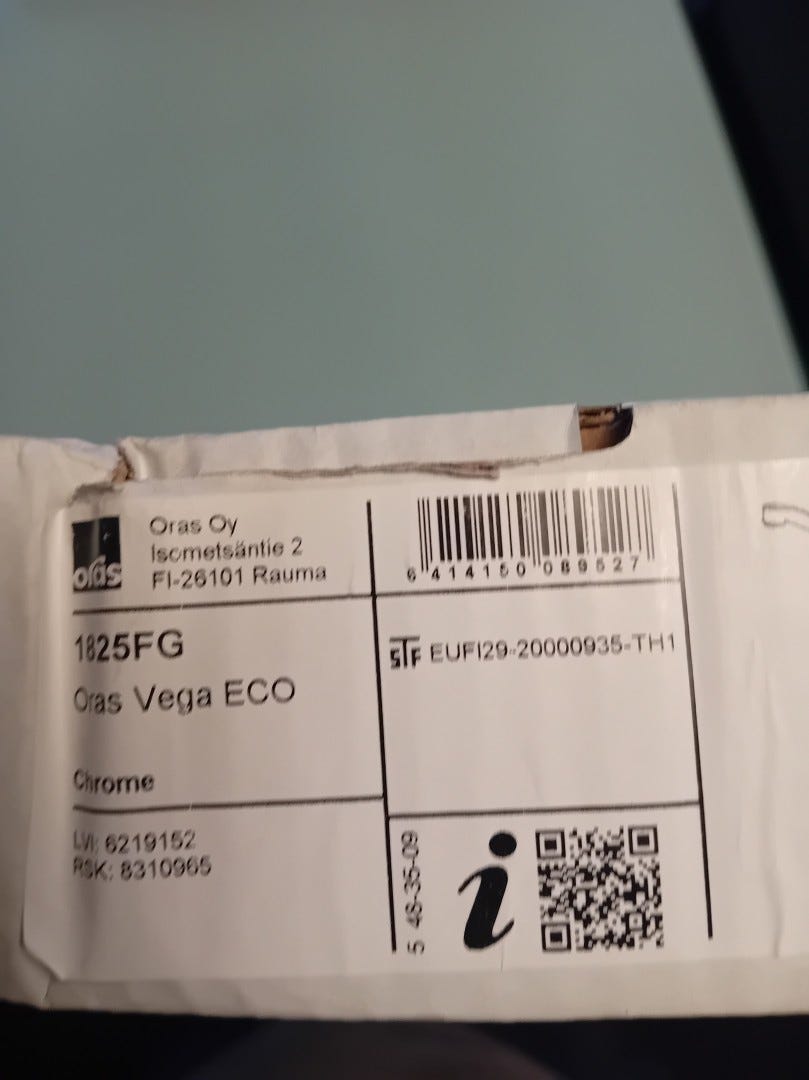 oras
Oras Oy
Isometsäntie 2
FI-26101 Rauma
6 414150 089527
1825FG
Oras Vega ECO
Chrome
STF EUFI29-20000935-TH1
LVI: 6219152
RSK: 8310965
5 48-35-09
i